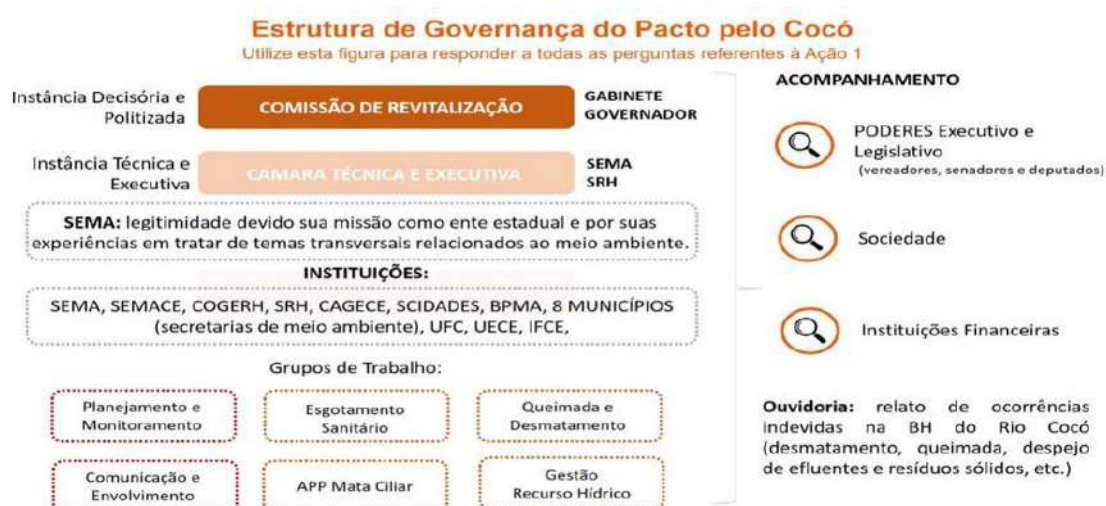 Estrutura de Governança do Pacto pelo Cocó
Utilize esta figura para responder a todas as perguntas referentes à Ação 1
Instância Decisória e
Politizada
COMISSÃO DE REVITALIZAÇÃO
GABINETE
GOVERNADOR
Instância Técnica e
Executiva
CAMARA TÉCNICA E EXECUTIVA
SEMA
SRH
SEMA: legitimidade devido sua missão como ente estadual e por suas
experiências em tratar de temas transversais relacionados ao meio ambiente.
INSTITUIÇÕES:
SEMA, SEMACE, COGERH, SRH, CAGECE, SCIDADES, BPMA, 8 MUNICÍPIOS
(secretarias de meio ambiente), UFC, UECE, IFCE,
Grupos de Trabalho:
Planejamento e
Monitoramento
Esgotamento
Sanitário
Queimada e
Desmatamento
Comunicação e
Envolvimento
APP Mata Ciliar
Gestão
Recurso Hídrico
ACOMPANHAMENTO
PODERES Executivo e
Legislativo
(vereadores, senadores e deputados)
Sociedade
Instituições Financeiras
Ouvidoria: relato de ocorrências
indevidas na BH do Rio Cocó
(desmatamento, queimada, despejo
de efluentes e resíduos sólidos, etc.)